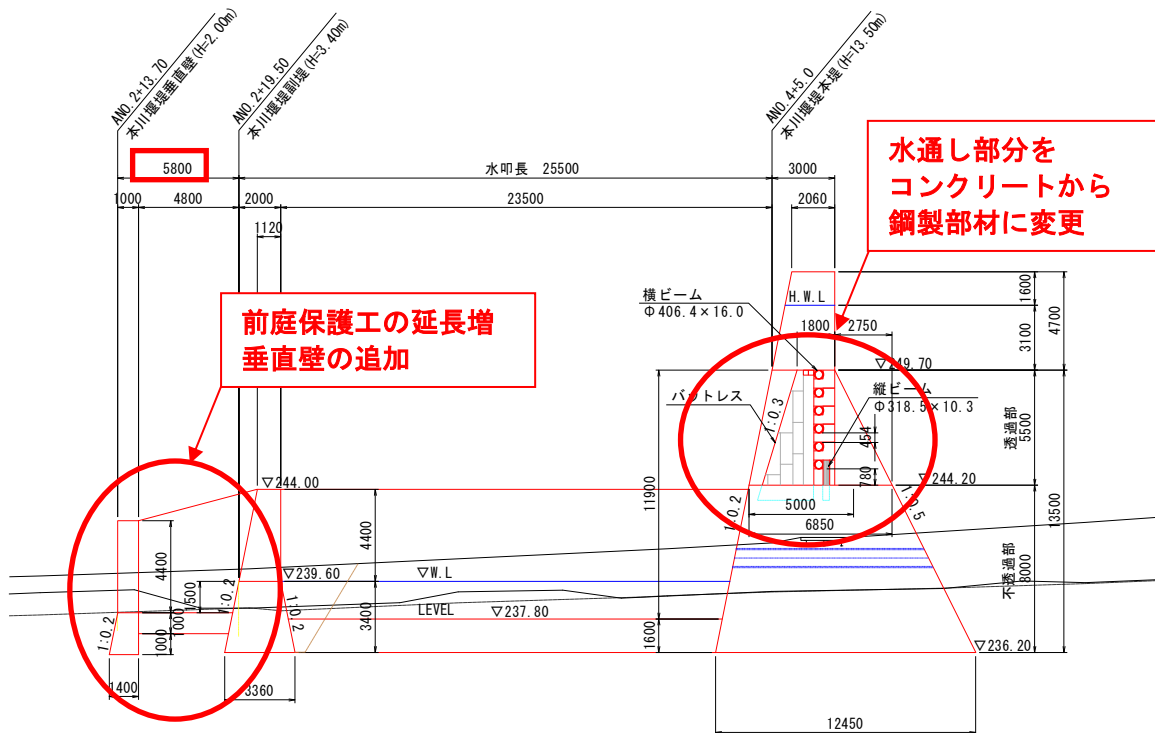 ANO.2+13.70
本川堰堤垂直壁(H=2.00m)
ANO.2+19.50
本川堰堤副堤(H=3.40m)
ANO.4+5.0
本川堰堤本堤(H=13.50m)
5800
水叩長 25500
3000
1000
4800
2000
23500
2060
1120
水通し部分を
コンクリートから
鋼製部材に変更
前庭保護工の延長増
垂直壁の追加
横ビーム
Φ406.4×16.0
H.W.L
1600
4700
3100
1800
2750
▽249.70
バットレス
1:0.3
縦ビーム
Φ318.5×10.3
454
780
透過部
5500
▽244.00
▽244.20
11900
5000
6850
1:0.2
1:0.5
13500
4400
4400
不透過部
8000
▽239.60
▽W.L
1500
1:0.2
1:0.2
3400
LEVEL
▽237.80
1:0.2
1000
1000
1600
▽236.20
1400
3360
12450